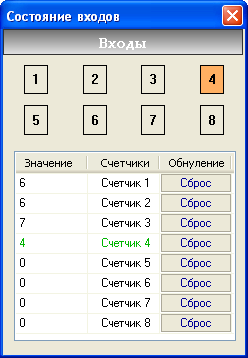 Состояние входов
Входы
1 2 3 4
5 6 7 8
Значение Счетчики Обнуление
6 Счетчик 1 Сброс
6 Счетчик 2 Сброс
7 Счетчик 3 Сброс
4 Счетчик 4 Сброс
0 Счетчик 5 Сброс
0 Счетчик 6 Сброс
0 Счетчик 7 Сброс
0 Счетчик 8 Сброс